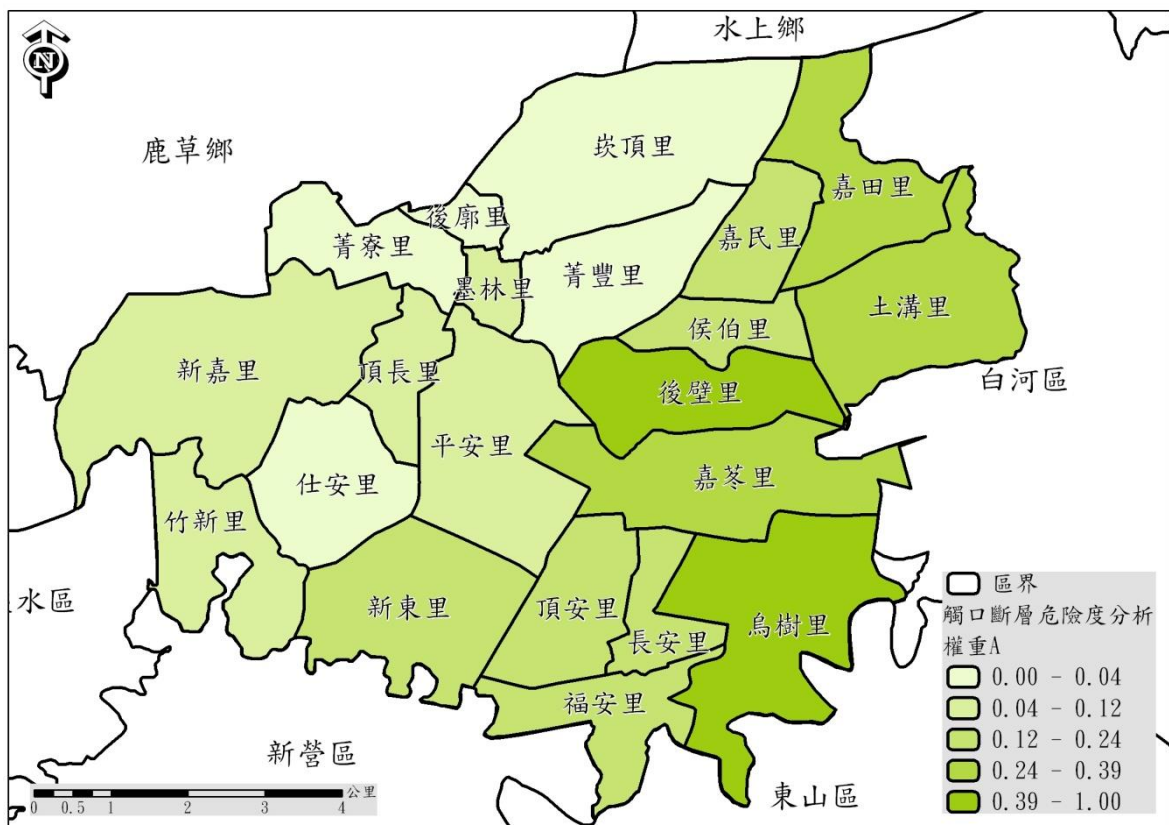 水上鄉
N
鹿草鄉
崁頂里
嘉田里
後廓里
菁寮里
嘉民里
菁豐里
墨林里
土溝里
侯伯里
新嘉里
頂長里
白河區
後壁里
平安里
嘉苳里
仕安里
竹新里
水區
新東里
頂安里
長安里
烏樹里
福安里
新營區
東山區
區界
觸口斷層危險度分析
權重A
0.00 - 0.04
0.04 - 0.12
0.12 - 0.24
0.24 - 0.39
0.39 - 1.00
公里
0 0.5 1 2 3 4